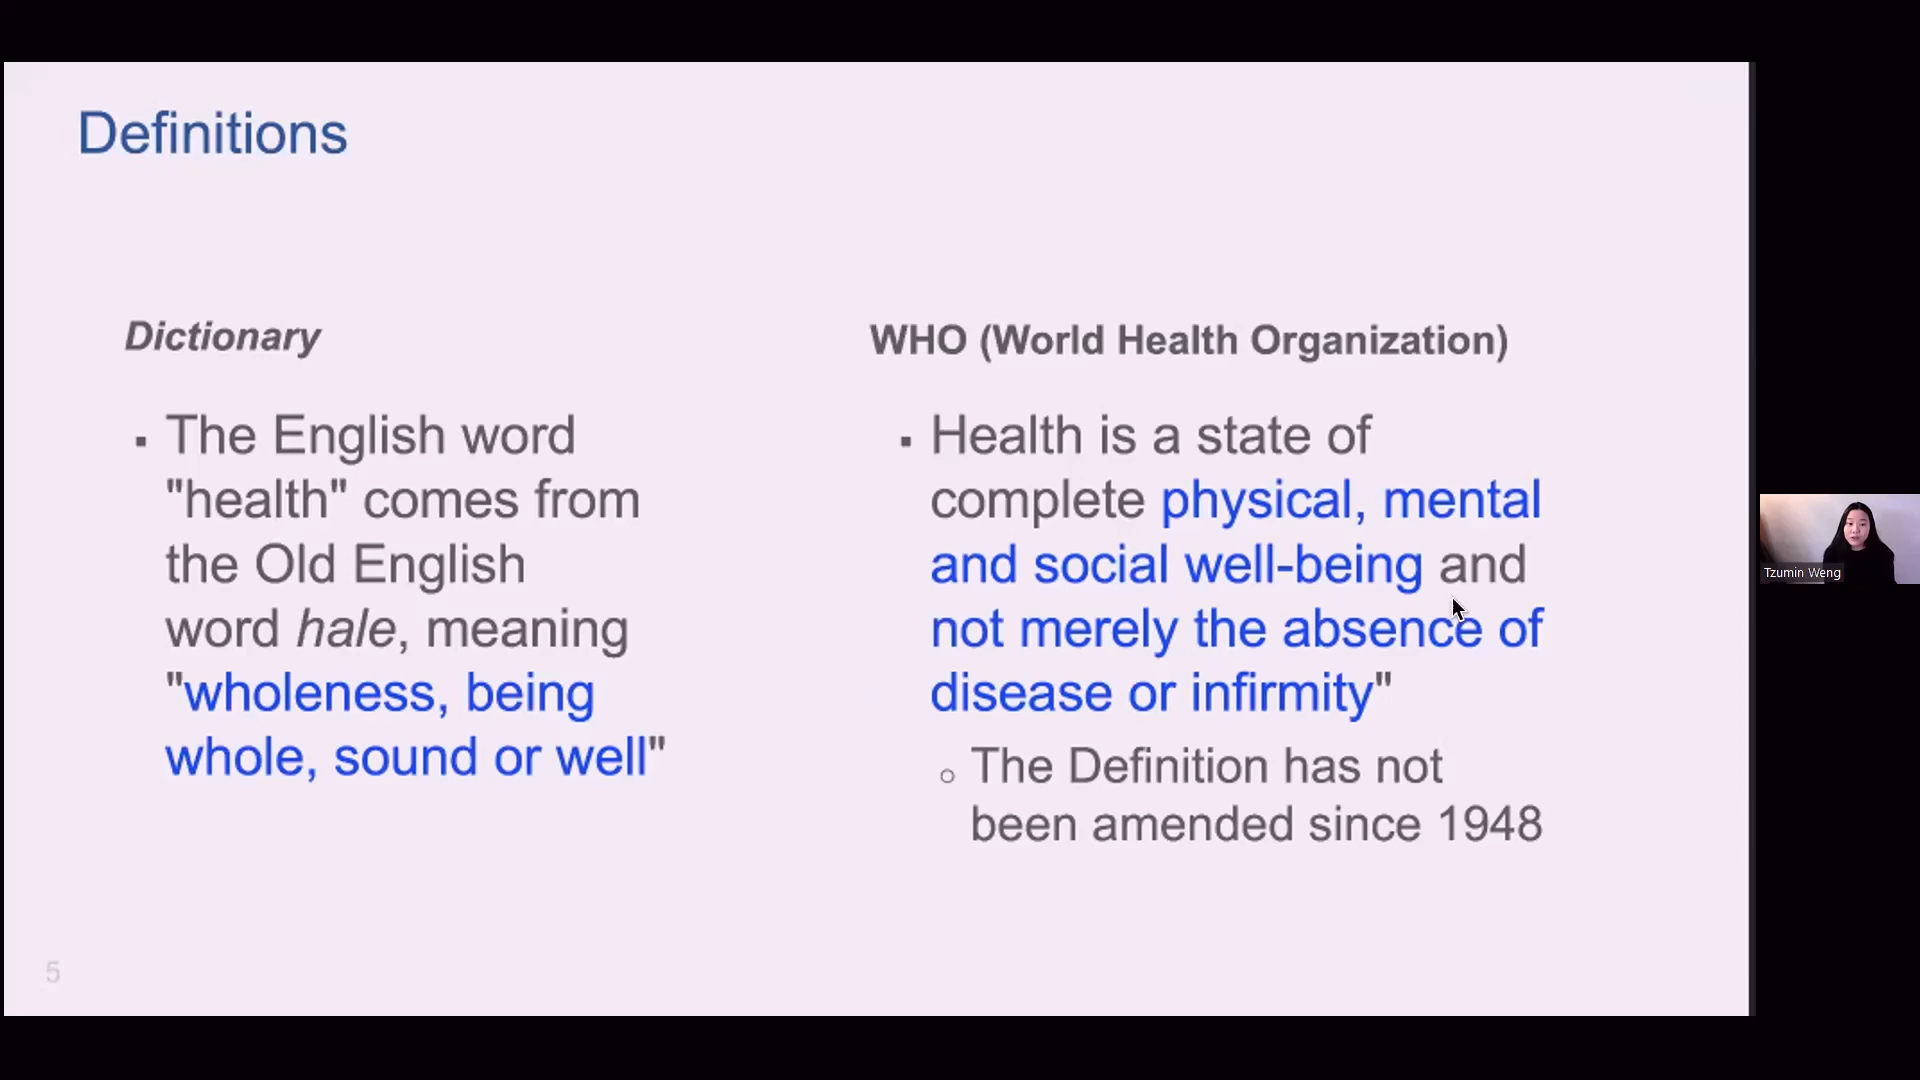 Definitions
Dictionary
▪ The English word
"health" comes from
the Old English
word hale, meaning
"wholeness, being
whole, sound or well"
WHO (World Health Organization)
▪ Health is a state of
complete physical, mental
and social well-being and
not merely the absence of
disease or infirmity"
○ The Definition has not
been amended since 1948
5
Tzumin Weng